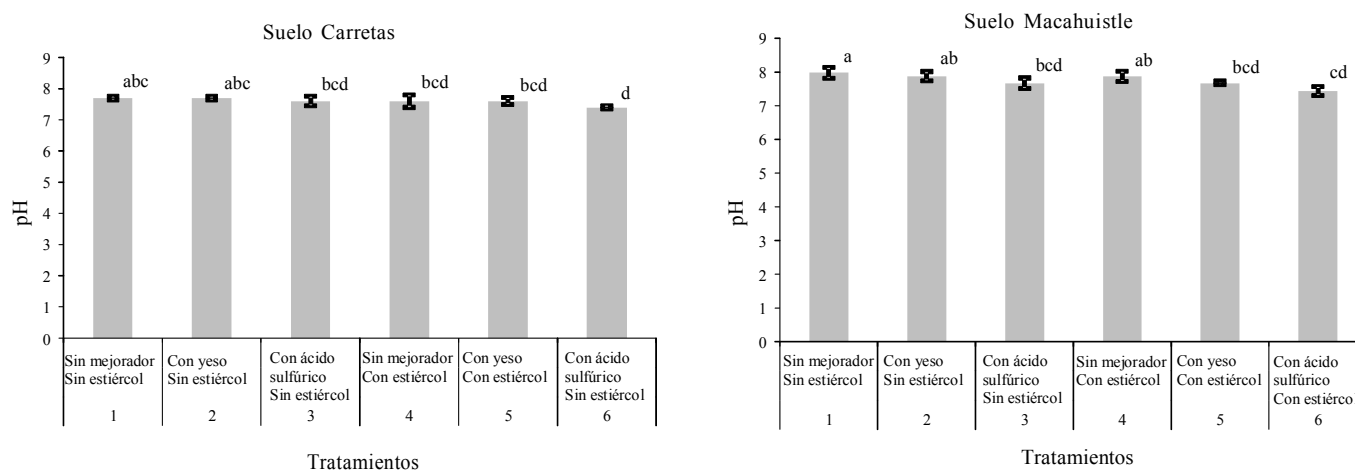 Suelo Carretas
9
8
7
6
5
4
3
2
1
0
pH
abc
abc
bcd
bcd
bcd
d
Sin mejorador
Sin estiércol
Con yeso
Sin estiércol
Con ácido
sulfúrico
Sin estiércol
Sin mejorador
Con estiércol
Con yeso
Con estiércol
Con ácido
sulfúrico
Sin estiércol
1
2
3
4
5
6
Tratamientos
Suelo Macahuistle
9
8
7
6
5
4
3
2
1
0
pH
a
ab
bcd
ab
bcd
cd
Sin mejorador
Sin estiércol
Con yeso
Sin estiércol
Con ácido
sulfúrico
Sin estiércol
Sin mejorador
Con estiércol
Con yeso
Con estiércol
Con ácido
sulfúrico
Con estiérco
1
2
3
4
5
6
Tratamientos